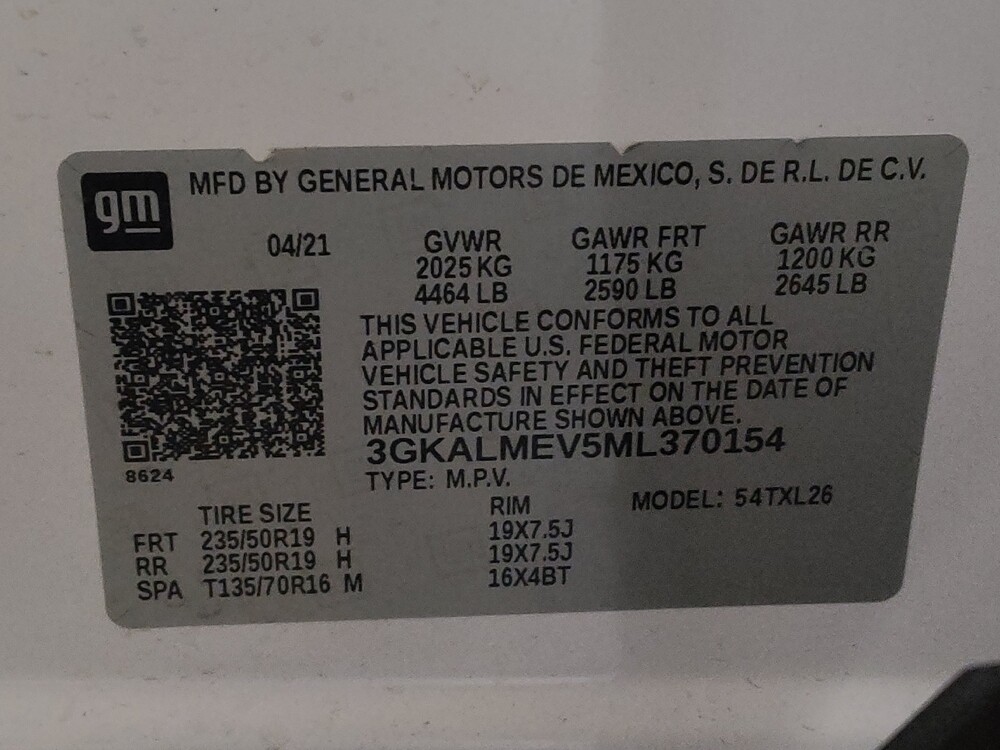 gm
MFD BY GENERAL MOTORS DE MEXICO, S. DE R.L. DE C.V.
04/21 GVWR GAWR FRT GAWR RR
2025 KG 1175 KG 1200 KG
4464 LB 2590 LB 2645 LB
THIS VEHICLE CONFORMS TO ALL
APPLICABLE U.S. FEDERAL MOTOR
VEHICLE SAFETY AND THEFT PREVENTION
STANDARDS IN EFFECT ON THE DATE OF
MANUFACTURE SHOWN ABOVE.
3GKALMEV5ML370154
8624
TYPE: M.P.V. MODEL: 54TXL26
TIRE SIZE RIM
FRT 235/50R19 H 19X7.5J
RR 235/50R19 H 19X7.5J
SPA T135/70R16 M 16X4BT